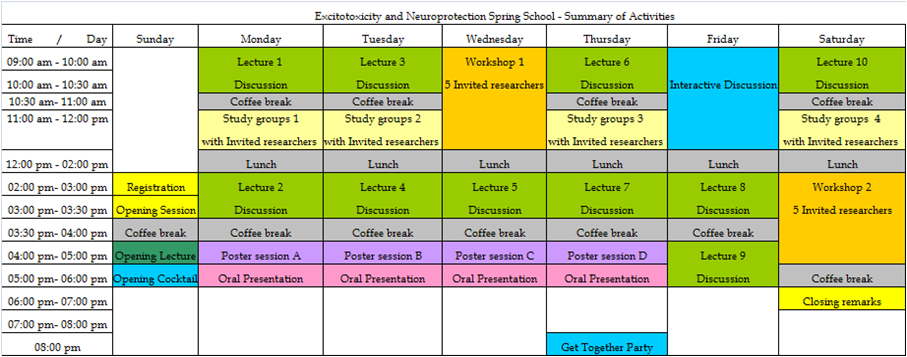 Excitotoxicity and Neuroprotection Spring School - Summary of Activities
Time / Day Sunday Monday Tuesday Wednesday Thursday Friday Saturday
09:00 am - 10:00 am Lecture 1 Lecture 3 Workshop 1 Lecture 6 Lecture 10
10:00 am - 10:30 am Discussion Discussion 5 Invited researchers Discussion Interactive Discussion Discussion
10:30 am - 11:00 am Coffee break Coffee break Coffee break Coffee break
11:00 am - 12:00 pm Study groups 1 Study groups 2 Study groups 3 Study groups 4
with Invited researchers with Invited researchers with Invited researchers with Invited researchers
12:00 pm - 02:00 pm Lunch Lunch Lunch Lunch Lunch Lunch
02:00 pm- 03:00 pm Registration Lecture 2 Lecture 4 Lecture 5 Lecture 7 Lecture 8 Workshop 2
03:00 pm- 03:30 pm Opening Session Discussion Discussion Discussion Discussion Discussion 5 Invited researchers
03:30 pm- 04:00 pm Coffee break Coffee break Coffee break Coffee break Coffee break Coffee break
04:00 pm- 05:00 pm Opening Lecture Poster session A Poster session B Poster session C Poster session D Lecture 9
05:00 pm- 06:00 pm Opening Cocktail Oral Presentation Oral Presentation Oral Presentation Oral Presentation Discussion Coffee break
06:00 pm- 07:00 pm Closing remarks
07:00 pm- 08:00 pm
08:00 pm Get Together Party